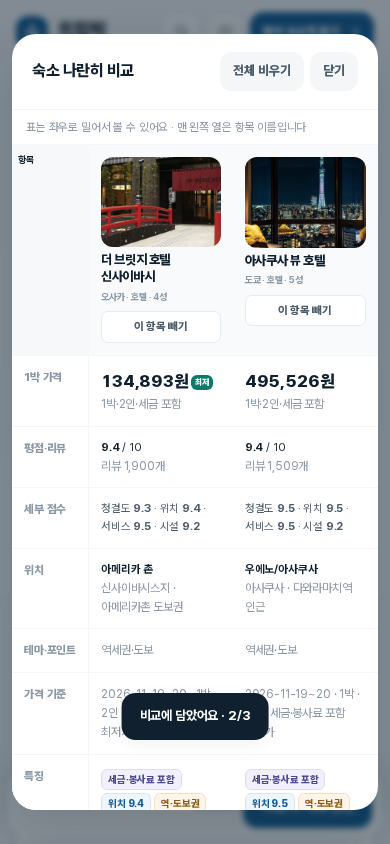 숙소 나란히 비교
전체 비우기
닫기
표는 좌우로 밀어서 볼 수 있어요 · 맨 왼쪽 열은 항목 이름입니다
항목
더 브릿지 호텔
신사이바시
오사카 · 호텔 · 4성
이 항목 빼기
아사쿠사 뷰 호텔
도쿄 · 호텔 · 5성
이 항목 빼기
1박 가격
134,893원 최저
1박·2인·세금 포함
495,526원
1박·2인·세금 포함
평점·리뷰
9.4 / 10
리뷰 1,900개
9.4 / 10
리뷰 1,509개
세부 점수
청결도 9.3 · 위치 9.4 ·
서비스 9.5 · 시설 9.2
청결도 9.5 · 위치 9.5 ·
서비스 9.5 · 시설 9.2
위치
아메리카 촌
신사이바시스지 ·
아메리카촌 도보권
우에노/아사쿠사
아사쿠사 · 다와라마치역
인근
테마·포인트
역세권·도보
역세권·도보
가격 기준
2026-11-19~20 · 1박 ·
2인
최저
2026-11-19~20 · 1박 ·
세금·봉사료 포함
비교에 담았어요 · 2/3
특징
세금·봉사료 포함
위치 9.4
역·도보권
세금·봉사료 포함
위치 9.5
역·도보권